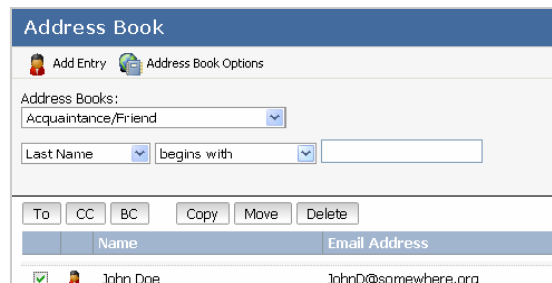 Address Book
Add Entry Address Book Options
Address Books:
Acquaintance/Friend
Last Name begins with
To CC BC Copy Move Delete
Name Email Address
John Doe JohnD@somewhere.org